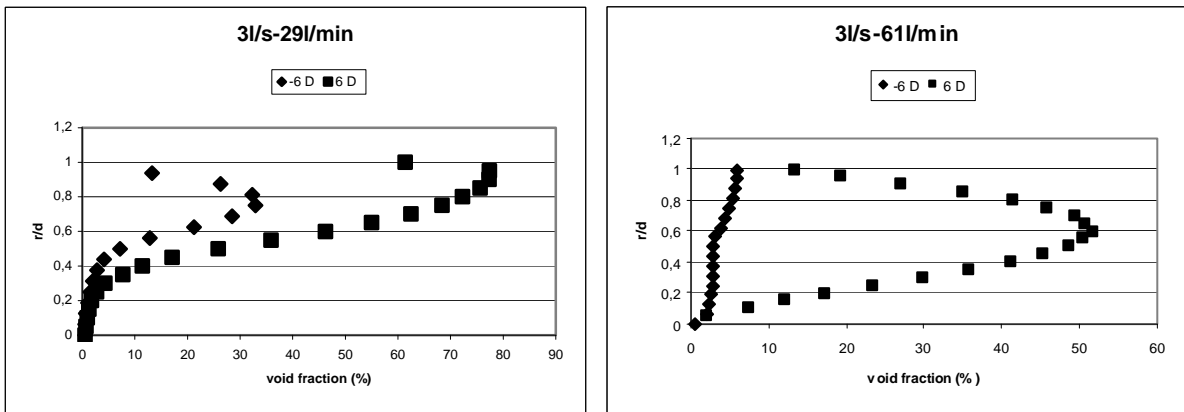 3l/s-29l/min
-6 D 6 D
r/d
1,2
1
0,8
0,6
0,4
0,2
0
0 10 20 30 40 50 60 70 80 90
void fraction (%)
3l/s-61l/min
-6 D 6 D
r/d
1,2
1
0,8
0,6
0,4
0,2
0
0 10 20 30 40 50 60
void fraction (%)